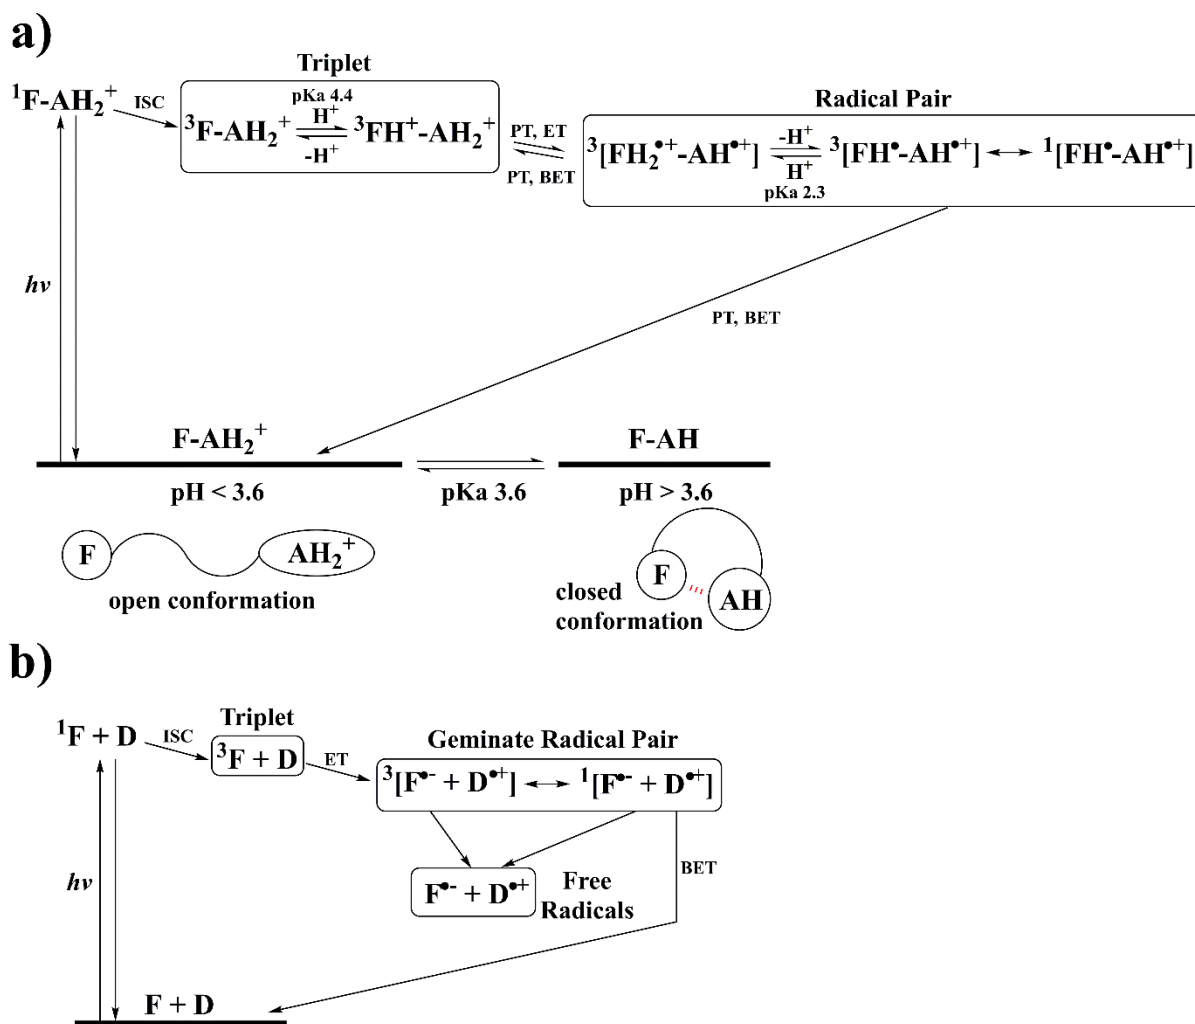 a)
Triplet
¹F-AH₂⁺
ISC
pKa 4.4
³F-AH₂⁺
H⁺
-H⁺
³FH⁺-AH₂⁺
PT, ET
PT, BET
Radical Pair
³[FH₂•⁺-AH•⁺]
-H⁺
H⁺
pKa 2.3
³[FH•-AH•⁺]
¹[FH•-AH•⁺]
hν
PT, BET
F-AH₂⁺
F-AH
pH < 3.6
pKa 3.6
pH > 3.6
F
AH₂⁺
open conformation
F
AH
closed
conformation
b)
¹F + D
ISC
Triplet
³F + D
ET
Geminate Radical Pair
³[F•⁻ + D•⁺]
¹[F•⁻ + D•⁺]
hν
BET
F•⁻ + D•⁺
Free
Radicals
F + D